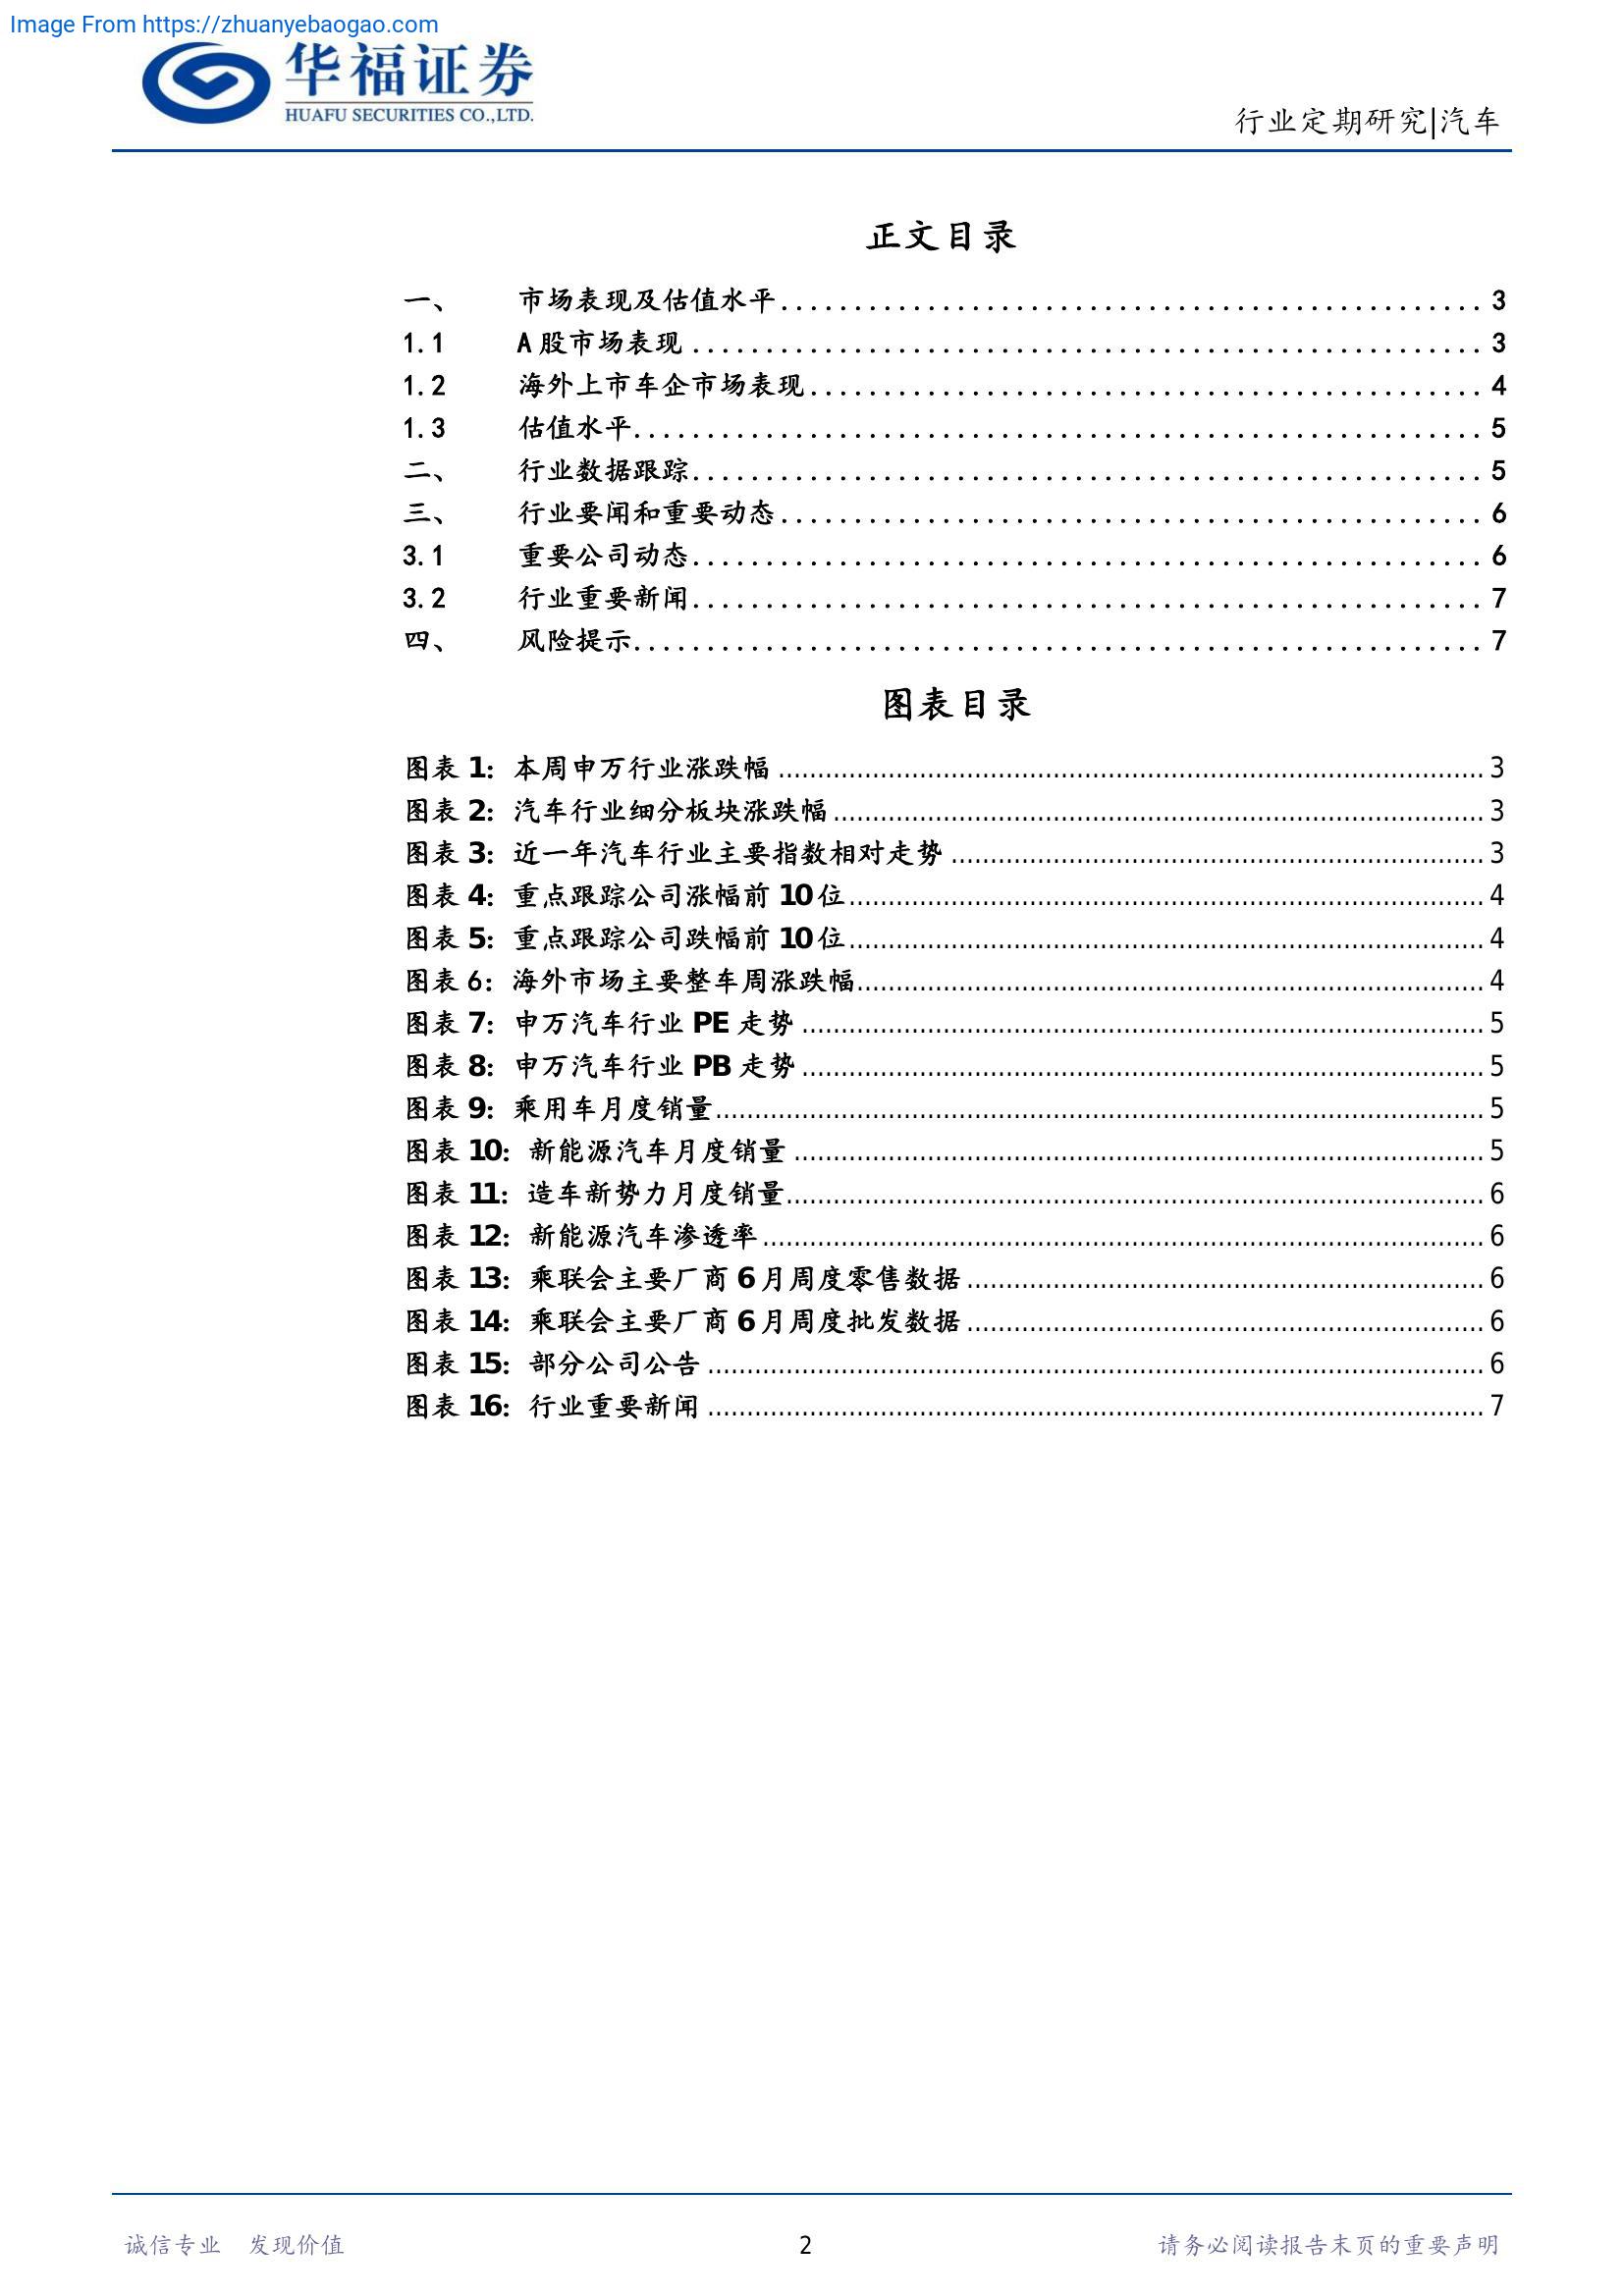 Image From https://zhuanyebaogao.com
华福证券
HUAFU SECURITIES CO.,LTD.
行业定期研究|汽车
正文目录
一、 市场表现及估值水平................................................ 3
1.1 A股市场表现...................................................... 3
1.2 海外上市车企市场表现.............................................. 4
1.3 估值水平.......................................................... 5
二、 行业数据跟踪...................................................... 5
三、 行业要闻和重要动态................................................ 6
3.1 重要公司动态...................................................... 6
3.2 行业重要新闻...................................................... 7
四、 风险提示.......................................................... 7
图表目录
图表 1：本周申万行业涨跌幅 ........................................ 3
图表 2：汽车行业细分板块涨跌幅 ........................................ 3
图表 3：近一年汽车行业主要指数相对走势 ........................................ 3
图表 4：重点跟踪公司涨幅前 10 位........................................ 4
图表 5：重点跟踪公司跌幅前 10 位........................................ 4
图表 6：海外市场主要整车周涨跌幅........................................ 4
图表 7：申万汽车行业 PE 走势 ........................................ 5
图表 8：申万汽车行业 PB 走势 ........................................ 5
图表 9：乘用车月度销量........................................ 5
图表 10：新能源汽车月度销量 ........................................ 5
图表 11：造车新势力月度销量........................................ 6
图表 12：新能源汽车渗透率........................................ 6
图表 13：乘联会主要厂商 6 月周度零售数据 ........................................ 6
图表 14：乘联会主要厂商 6 月周度批发数据 ........................................ 6
图表 15：部分公司公告 ........................................ 6
图表 16：行业重要新闻 ........................................ 7
诚信专业 发现价值 2 请务必阅读报告末页的重要声明